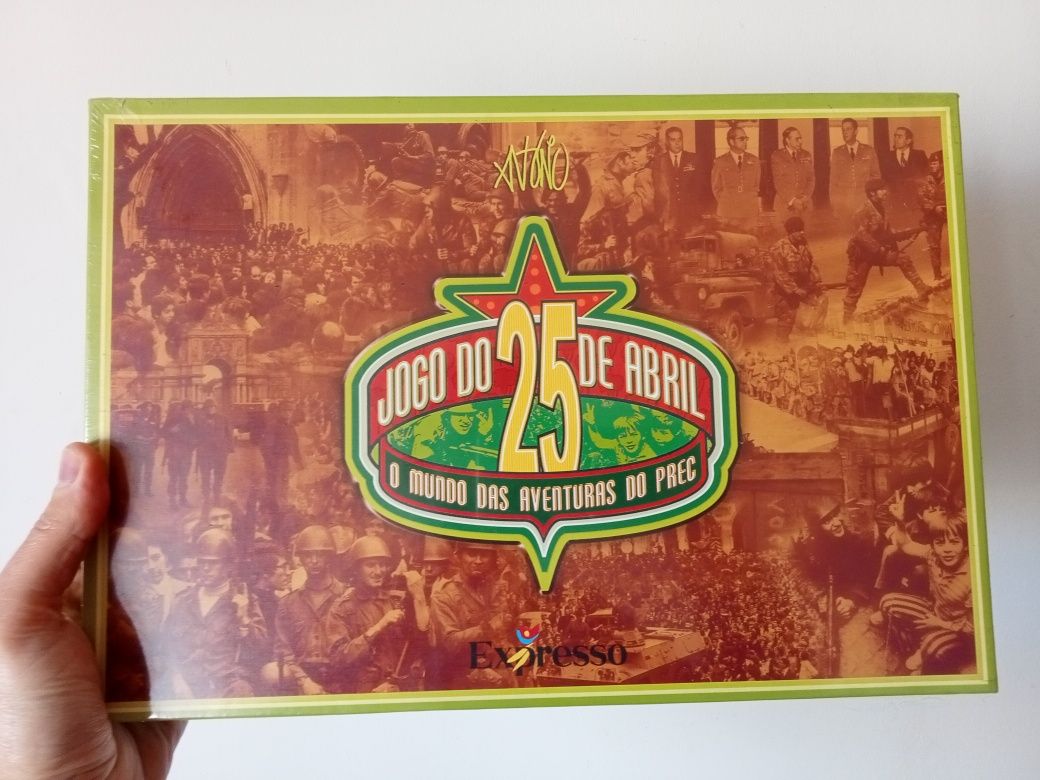 ANTÓNIO
JOGO DO 25 DE ABRIL
O MUNDO DAS AVENTURAS DO PREC
Expresso